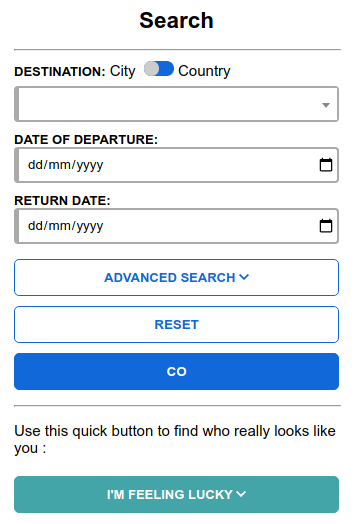 Search
DESTINATION: City Country
DATE OF DEPARTURE:
dd/mm/yyyy
RETURN DATE:
dd/mm/yyyy
ADVANCED SEARCH
RESET
CO
Use this quick button to find who really looks like
you :
I'M FEELING LUCKY